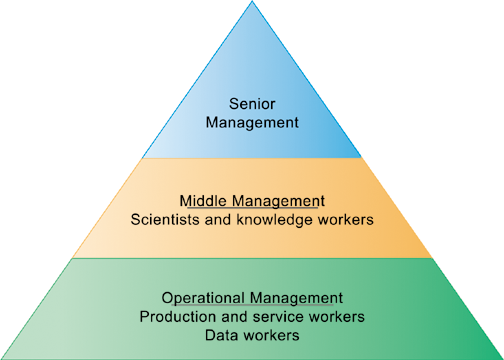 Senior
Management
Middle Management
Scientists and knowledge workers
Operational Management
Production and service workers
Data workers